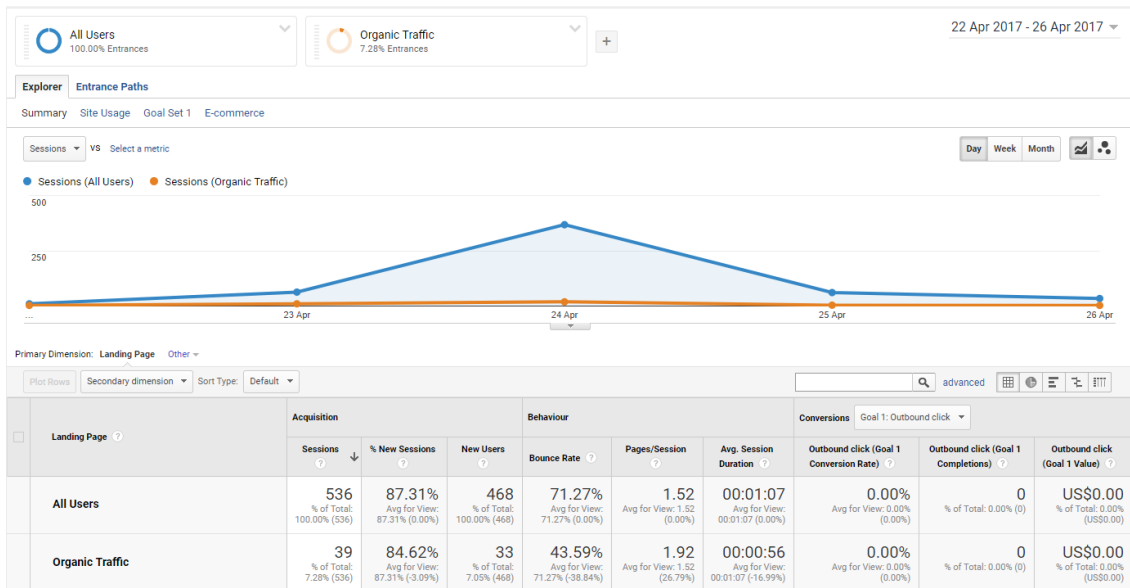 All Users
100.00% Entrances
Organic Traffic
7.28% Entrances
+
22 Apr 2017 - 26 Apr 2017
Explorer Entrance Paths
Summary Site Usage Goal Set 1 E-commerce
Sessions VS Select a metric
Day Week Month
Sessions (All Users) Sessions (Organic Traffic)
500
250
... 23 Apr 24 Apr 25 Apr 26 Apr
Primary Dimension: Landing Page Other
Plot Rows Secondary dimension Sort Type: Default advanced
Landing Page ?
Acquisition Behaviour Conversions Goal 1: Outbound click
Sessions ? % New Sessions ? New Users ? Bounce Rate ? Pages/Session ? Avg. Session Duration ? Outbound click (Goal 1 Conversion Rate) ? Outbound click (Goal 1 Completions) ? Outbound click (Goal 1 Value) ?
All Users
536 87.31% 468 71.27% 1.52 00:01:07 0.00% 0 US$0.00
% of Total: Avg for View: % of Total: Avg for View: Avg for View: 1.52 Avg for View: Avg for View: 0.00% % of Total: 0.00% (0) % of Total: 0.00%
100.00% (536) 87.31% (0.00%) 100.00% (468) 71.27% (0.00%) (0.00%) 00:01:07 (0.00%) (0.00%) (US$0.00)
Organic Traffic
39 84.62% 33 43.59% 1.92 00:00:56 0.00% 0 US$0.00
% of Total: Avg for View: % of Total: Avg for View: Avg for View: 1.52 Avg for View: Avg for View: 0.00% % of Total: 0.00% (0) % of Total: 0.00%
7.28% (536) 87.31% (-3.09%) 7.05% (468) 71.27% (-38.84%) (26.79%) 00:01:07 (-16.99%) (0.00%) (US$0.00)